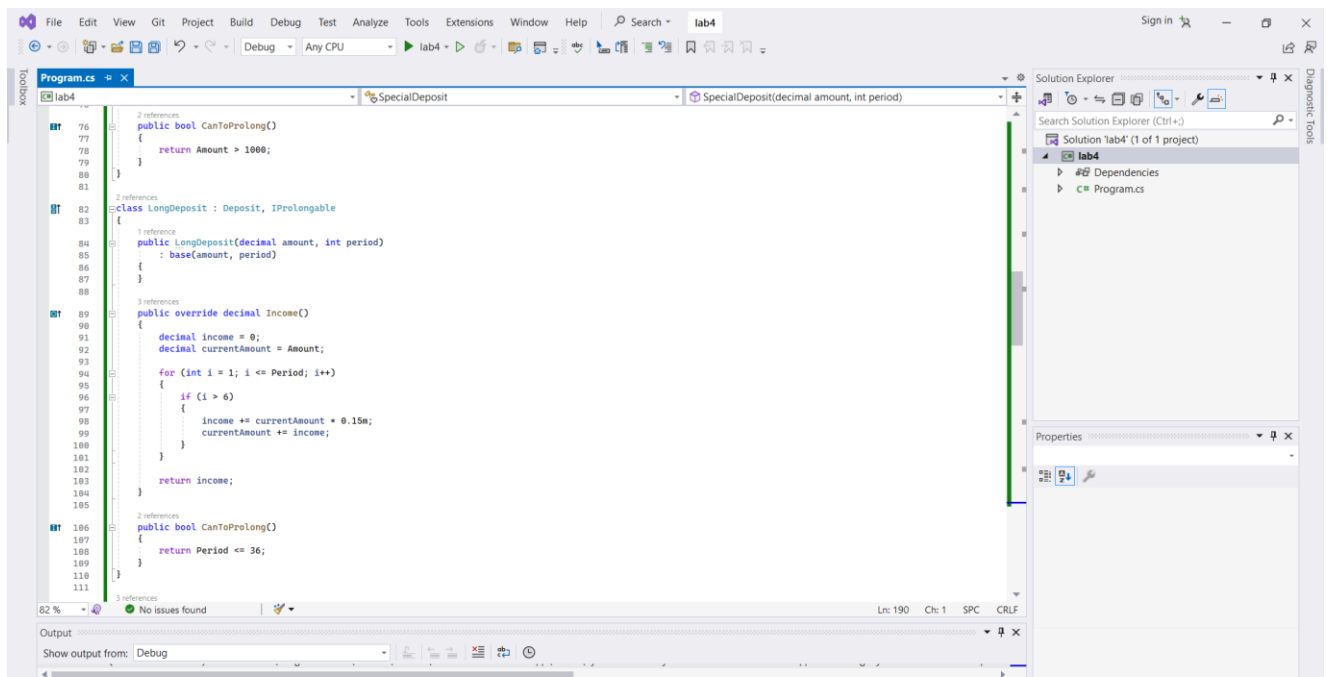 File Edit View Git Project Build Debug Test Analyze Tools Extensions Window Help Search lab4 Sign in
Debug Any CPU lab4
Toolbox
Program.cs
lab4 SpecialDeposit SpecialDeposit(decimal amount, int period)
2 references
76 public bool CanToProlong()
77 {
78 return Amount > 1000;
79 }
80 }
81
2 references
82 class LongDeposit : Deposit, IProlongable
83 {
1 reference
84 public LongDeposit(decimal amount, int period)
85 : base(amount, period)
86 {
87 }
88
3 references
89 public override decimal Income()
90 {
91 decimal income = 0;
92 decimal currentAmount = Amount;
93
94 for (int i = 1; i <= Period; i++)
95 {
96 if (i > 6)
97 {
98 income += currentAmount * 0.15m;
99 currentAmount += income;
100 }
101 }
102
103 return income;
104 }
105
2 references
106 public bool CanToProlong()
107 {
108 return Period <= 36;
109 }
110 }
111
3 references
82 % No issues found Ln: 190 Ch: 1 SPC CRLF
Output
Show output from: Debug
Solution Explorer
Search Solution Explorer (Ctrl+;)
Solution 'lab4' (1 of 1 project)
lab4
Dependencies
C# Program.cs
Properties
Diagnostic Tools